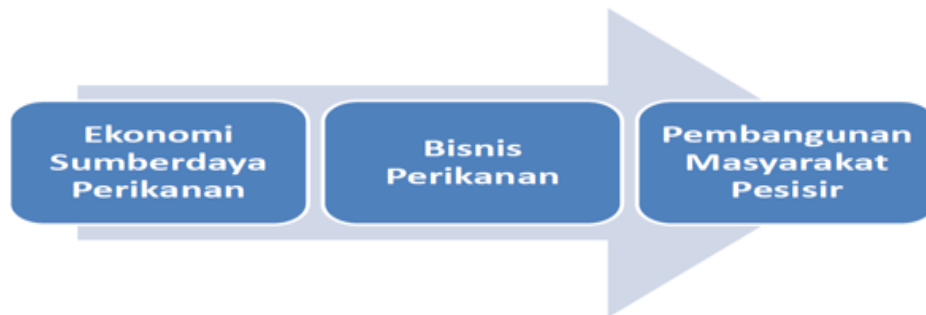 Ekonomi
Sumberdaya
Perikanan
Bisnis
Perikanan
Pembangunan
Masyarakat
Pesisir